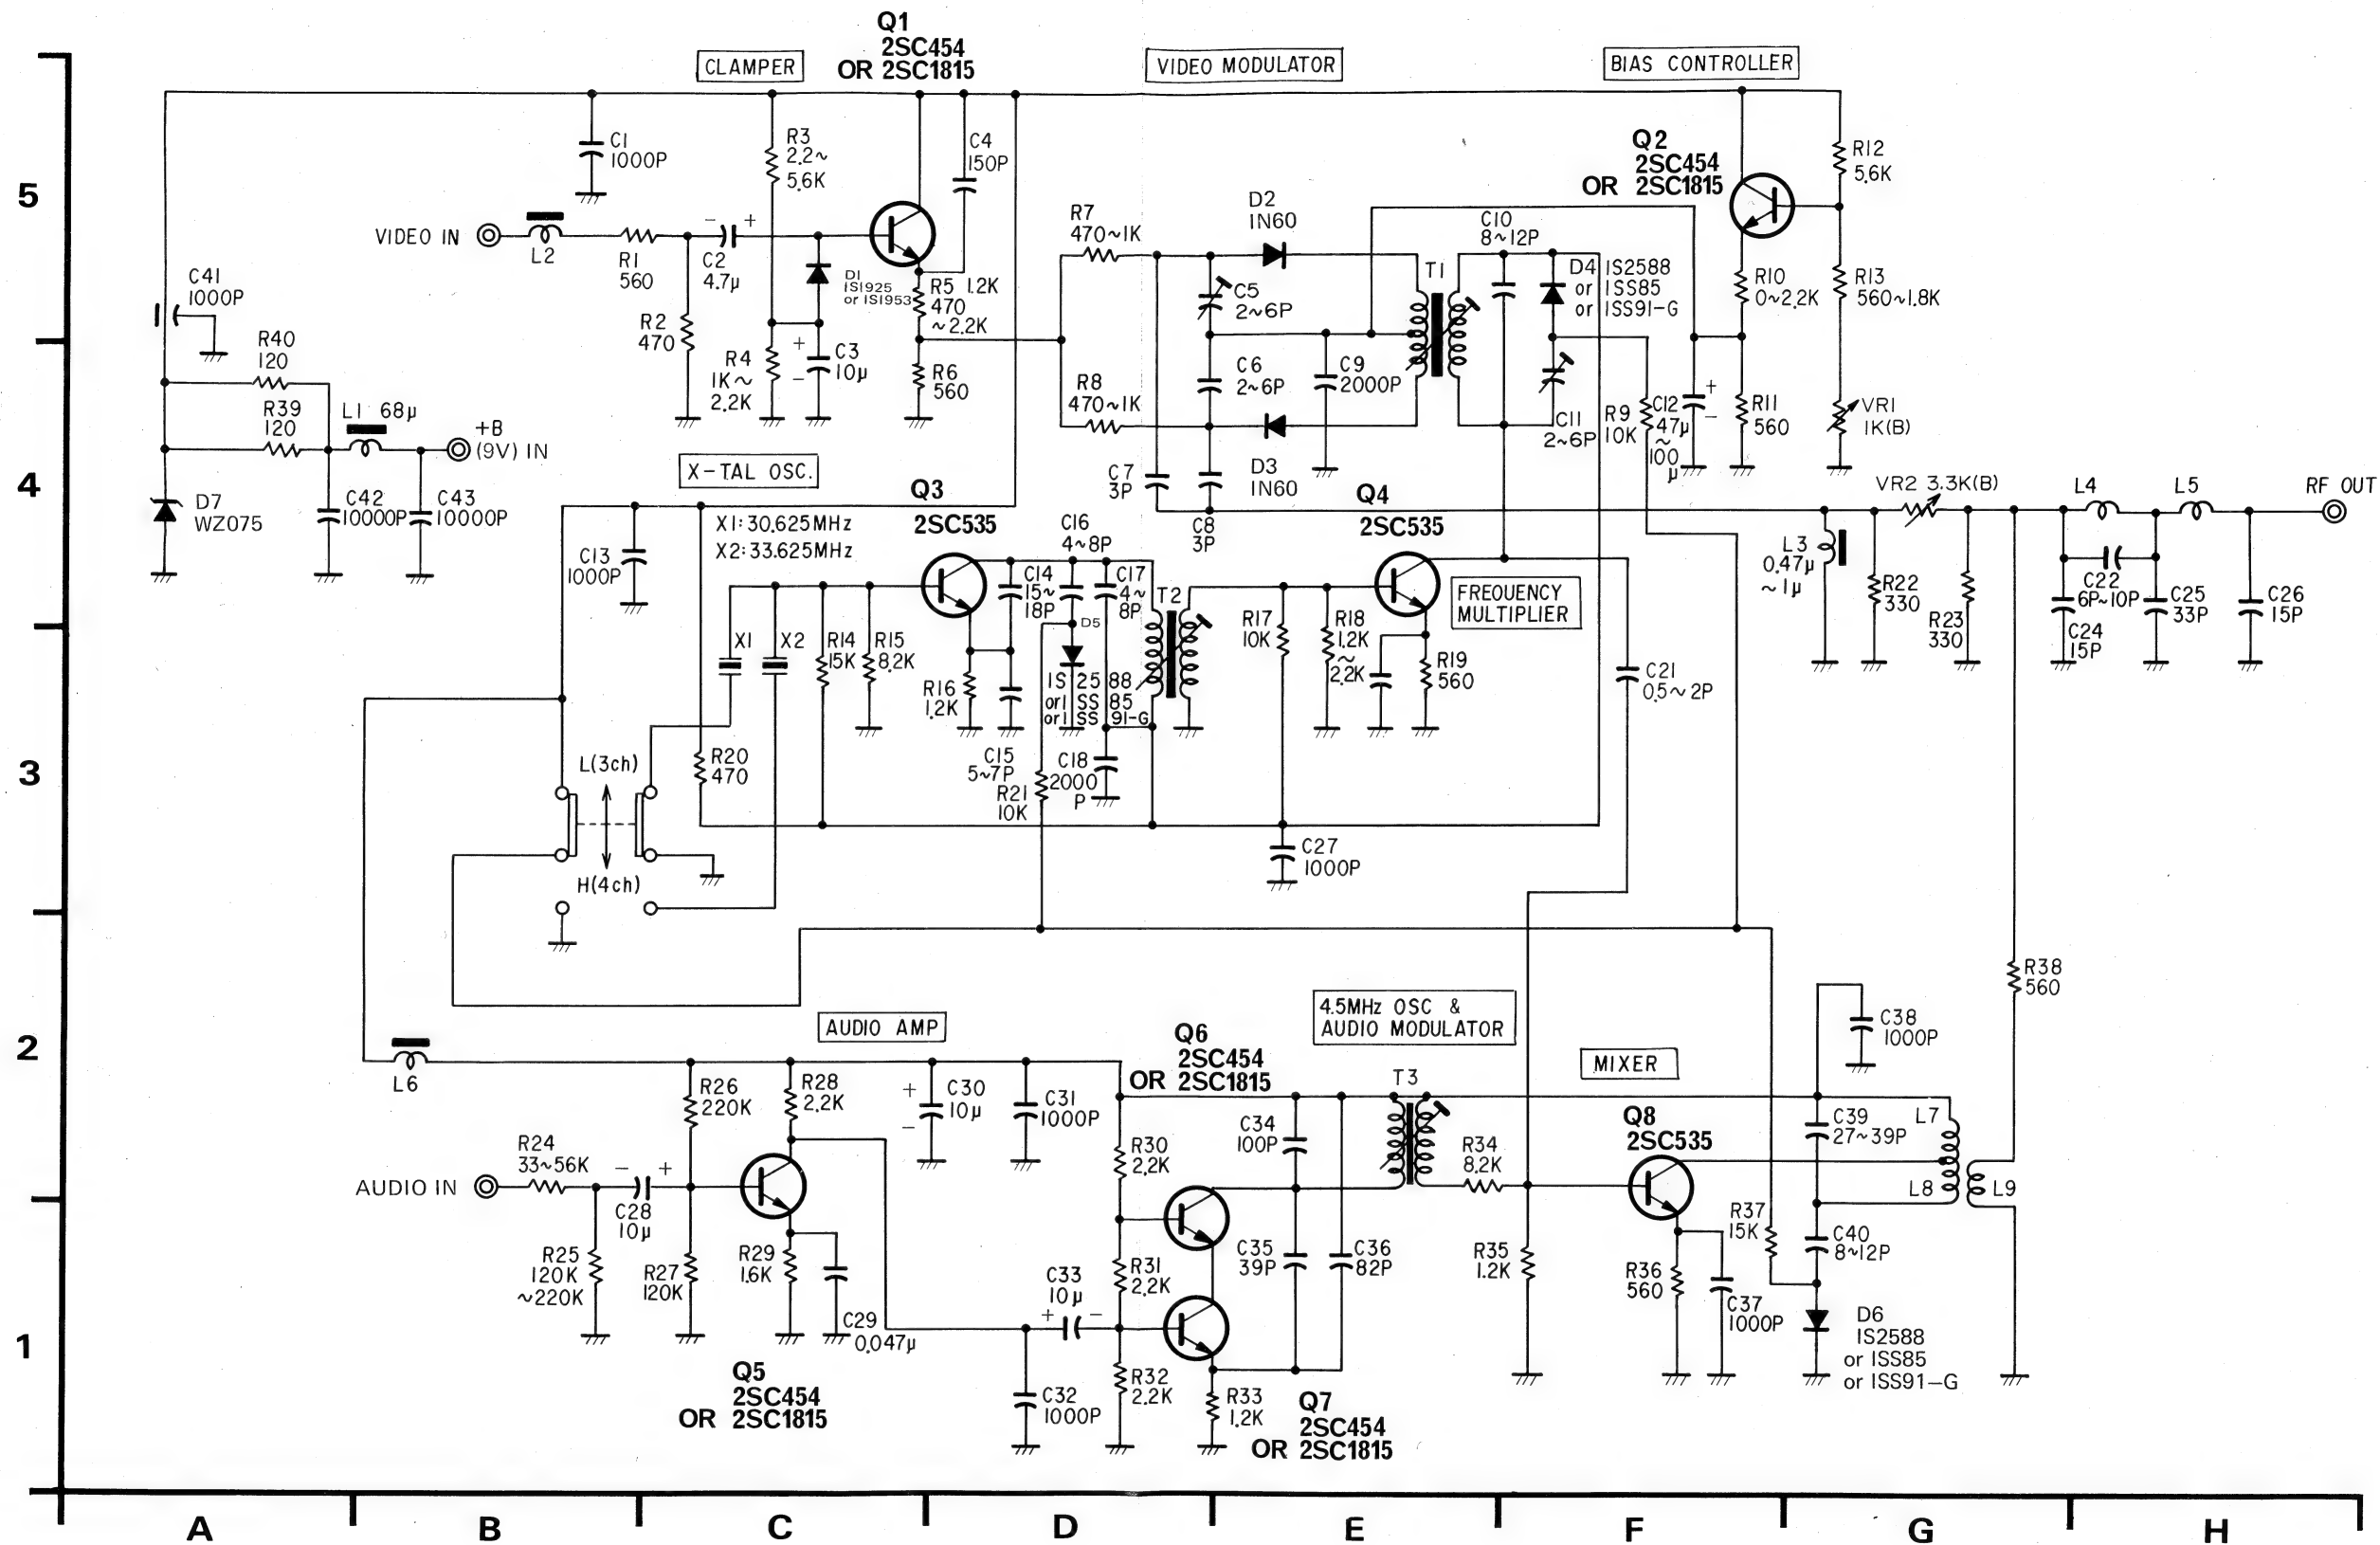 Q1
2SC454
OR 2SC1815
CLAMPER
VIDEO MODULATOR
BIAS CONTROLLER
5
C1
1000P
R3
2.2~
5.6K
C4
150P
Q2
2SC454
OR 2SC1815
R12
5.6K
VIDEO IN
L2
R1
560
C2
4.7µ
-
+
D1
IS1925
or IS1953
R5 1.2K
470
~2.2K
R7
470~1K
D2
IN60
C10
8~12P
T1
D4 IS2588
or ISS85
or ISS91-G
R10
0~2.2K
R13
560~1.8K
C41
1000P
R2
470
C5
2~6P
R40
120
R4
1K~
2.2K
+
-
C3
10µ
R6
560
C6
2~6P
C9
2000P
R8
470~1K
R39
120
L1 68µ
+B
(9V) IN
C11
2~6P
R9
10K
C12
47µ
~
100
µ
+
-
R11
560
VR1
1K(B)
4
X-TAL OSC.
D7
WZ075
C42
10000P
C43
10000P
Q3
2SC535
C7
3P
D3
IN60
Q4
2SC535
VR2 3.3K(B)
L4
L5
RF OUT
X1:30.625MHz
X2:33.625MHz
C16
4~8P
C8
3P
C13
1000P
C14
15~
18P
C17
4~
8P
T2
D5
FREOUENCY
MULTIPLIER
L3
0.47µ
~1µ
R22
330
R23
330
C22
6P~10P
C24
15P
C25
33P
C26
15P
X1
X2
R14
15K
R15
8.2K
R16
1.2K
IS 2588
or ISS 85
or ISS 91-G
R17
10K
R18
1.2K
~
2.2K
R19
560
C21
0.5~2P
3
L(3ch)
H(4ch)
R20
470
C15
5~7P
R21
10K
C18
2000
P
C27
1000P
R38
560
2
AUDIO AMP
4.5MHz OSC &
AUDIO MODULATOR
MIXER
C38
1000P
L6
R26
220K
R28
2.2K
+
-
C30
10µ
C31
1000P
Q6
2SC454
OR 2SC1815
T3
C34
100P
Q8
2SC535
C39
27~39P
L7
R24
33~56K
R30
2.2K
R34
8.2K
AUDIO IN
-
+
C28
10µ
L8
L9
R25
120K
~220K
R27
120K
R29
1.6K
C29
0.047µ
C33
10µ
+
-
R31
2.2K
C35
39P
C36
82P
R35
1.2K
R36
560
R37
15K
C37
1000P
C40
8~12P
1
D6
IS2588
or ISS85
or ISS91-G
Q5
2SC454
OR 2SC1815
C32
1000P
R32
2.2K
R33
1.2K
Q7
2SC454
OR 2SC1815
A
B
C
D
E
F
G
H